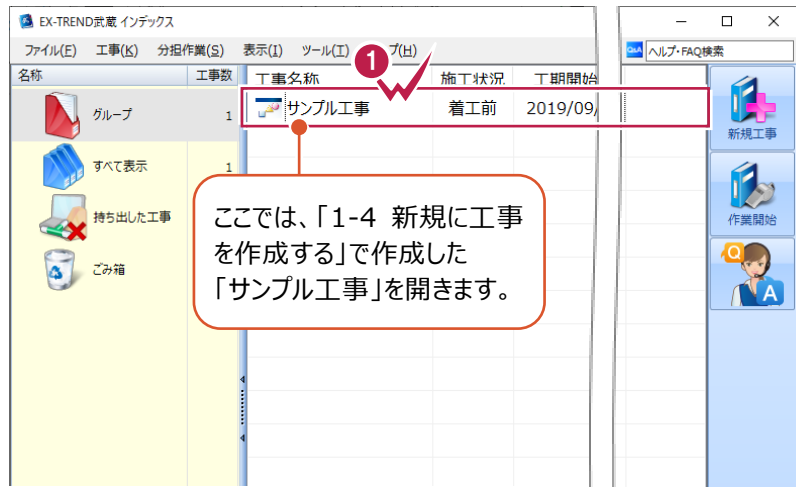 EX-TREND武蔵 インデックス
ファイル(F) 工事(K) 分担作業(S) 表示(I) ツール(T) プ(H)
Q&A ヘルプ・FAQ検索
名称 工事数 工事名称 施工状況 工期開始
1
グループ 1
サンプル工事 着工前 2019/09/
新規工事
すべて表示 1
持ち出した工事
作業開始
ごみ箱
Q
A
ここでは、「1-4 新規に工事
を作成する」で作成した
「サンプル工事」を開きます。